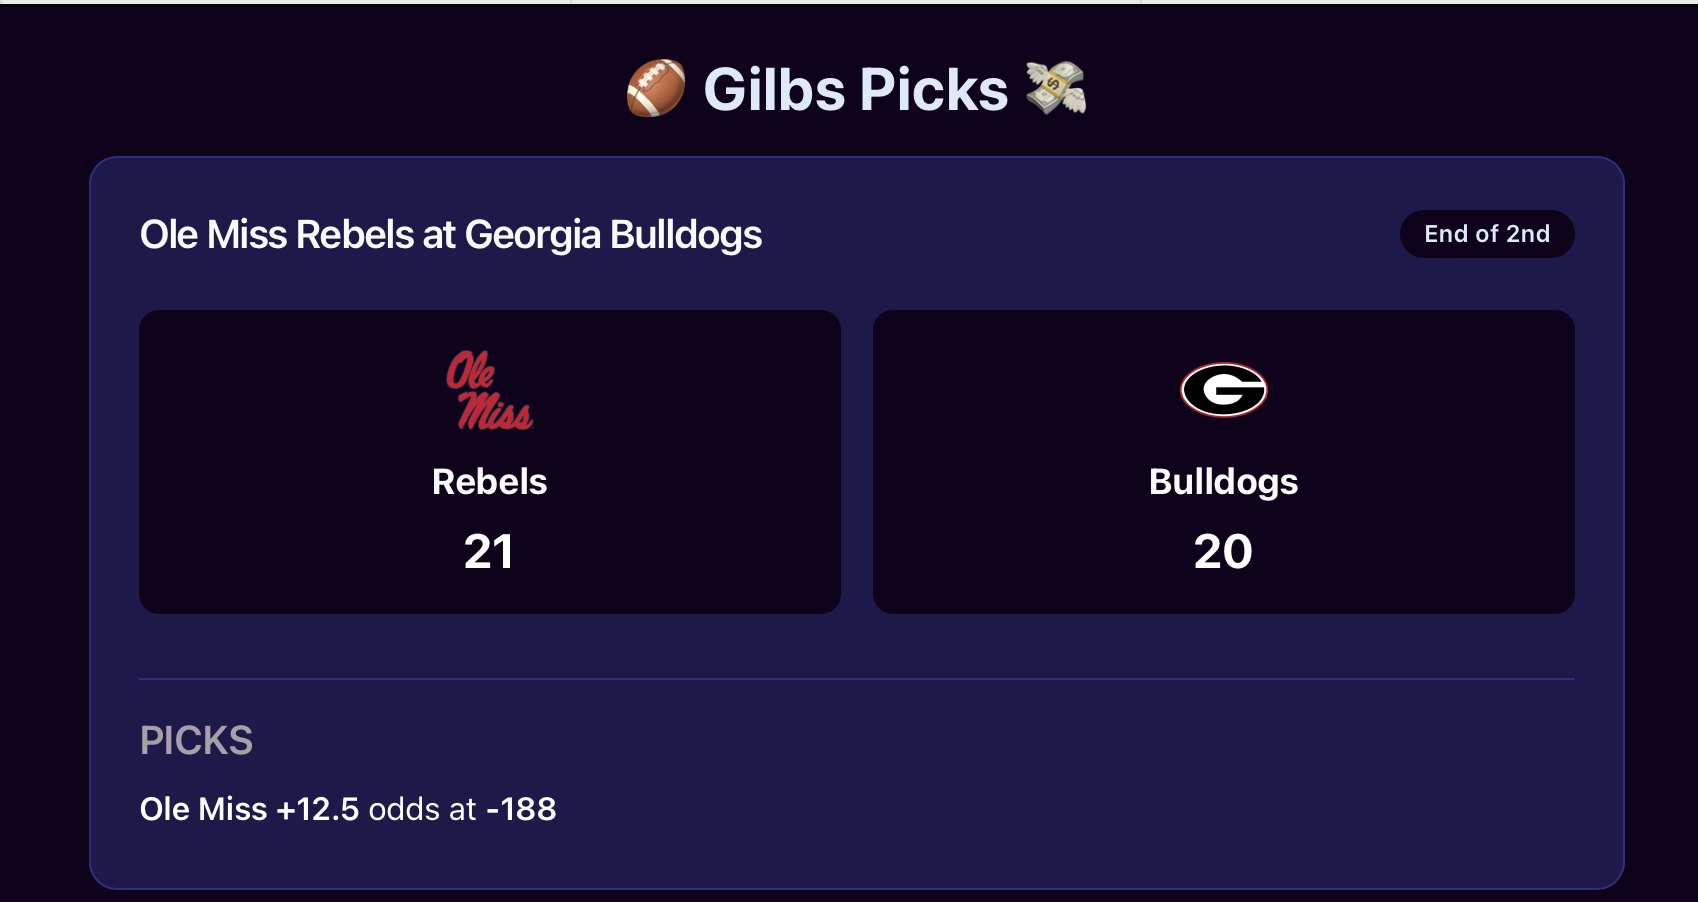 🏈 Gilbs Picks 💸
Ole Miss Rebels at Georgia Bulldogs
End of 2nd
Ole
Miss
Rebels
21
G
Bulldogs
20
PICKS
Ole Miss +12.5 odds at -188